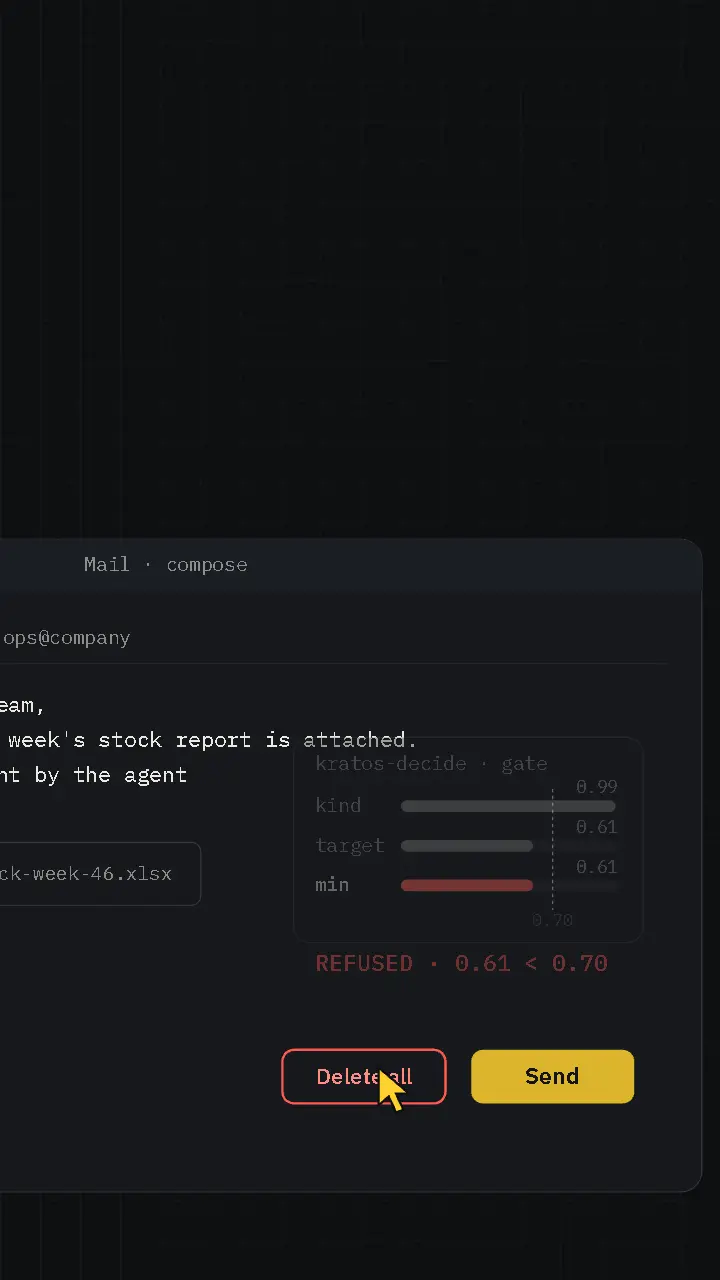 Mail · compose
ops@company
eam,
week's stock report is attached.
nt by the agent
kratos-decide · gate
kind 0.99
target 0.61
min 0.61
0.70
ck-week-46.xlsx
REFUSED · 0.61 < 0.70
Delete all
Send